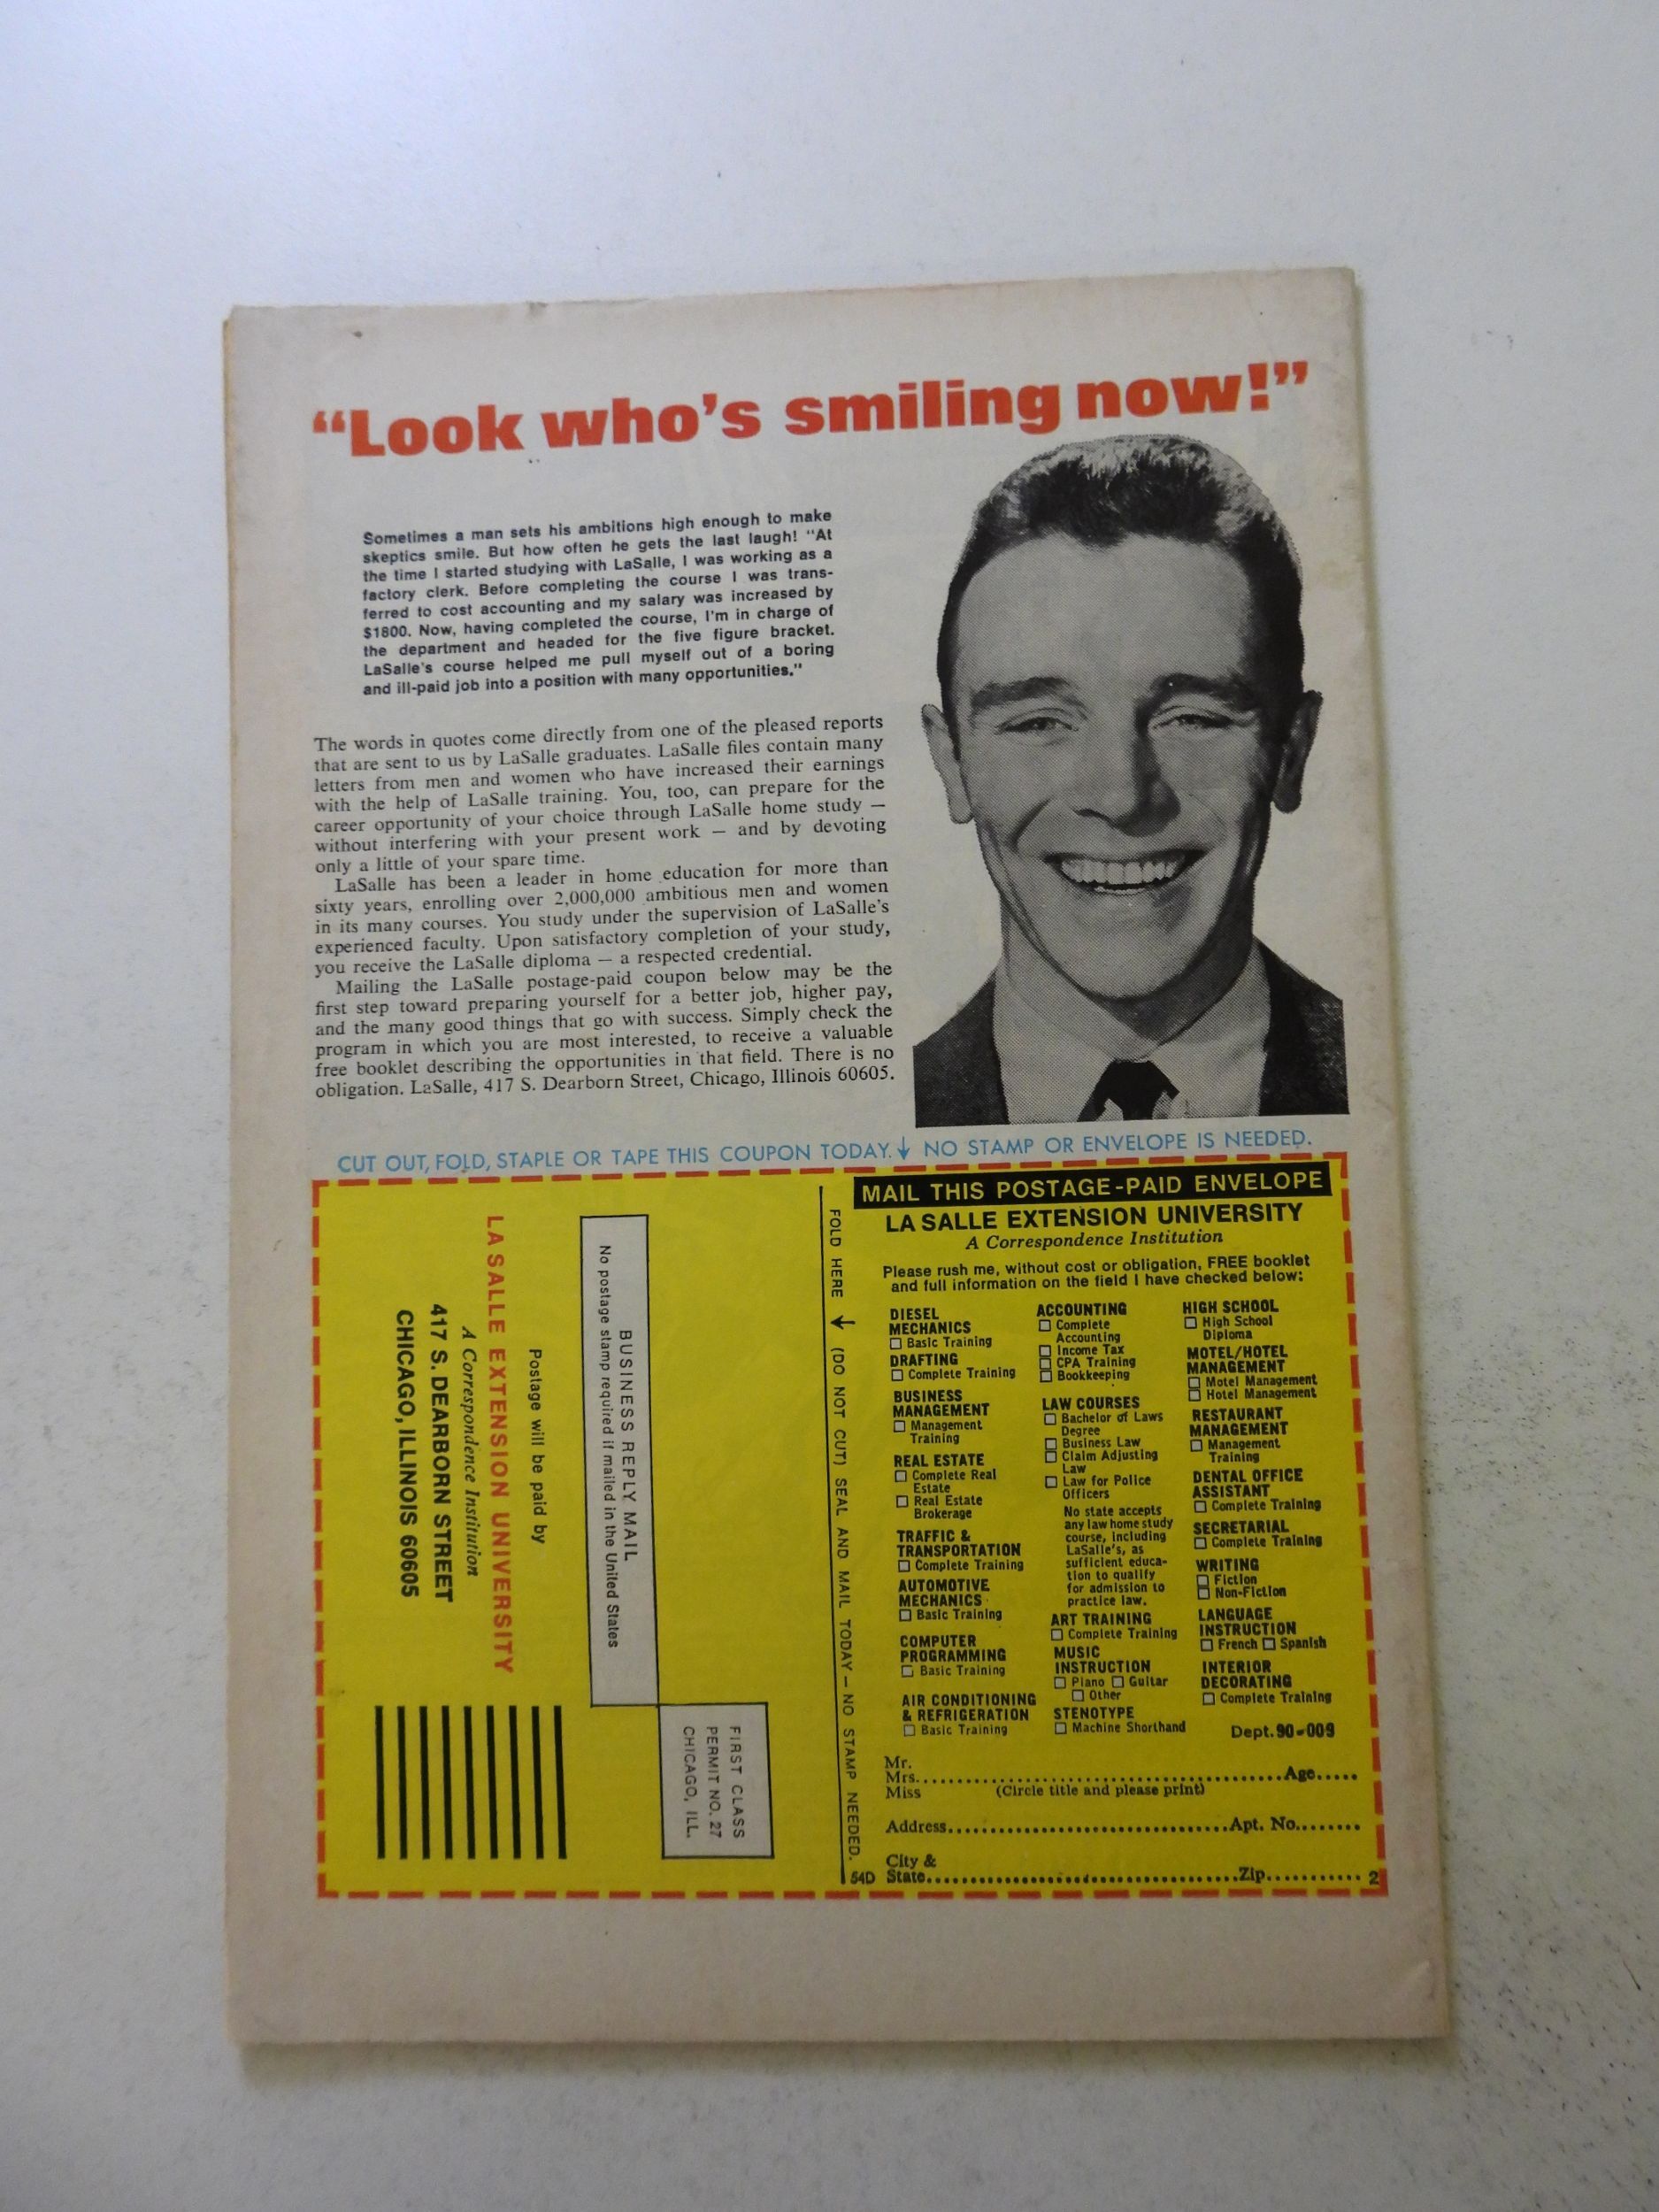 “Look who’s smiling now!”
Sometimes a man sets his ambitions high enough to make
skeptics smile. But how often he gets the last laugh! “At
the time I started studying with LaSalle, I was working as a
factory clerk. Before completing the course I was trans-
ferred to cost accounting and my salary was increased by
$1800. Now, having completed the course, I'm in charge of
the department and headed for the five figure bracket.
LaSalle's course helped me pull myself out of a boring
and ill-paid job into a position with many opportunities.”
The words in quotes come directly from one of the pleased reports
that are sent to us by LaSalle graduates. LaSalle files contain many
letters from men and women who have increased their earnings
with the help of LaSalle training. You, too, can prepare for the
career opportunity of your choice through LaSalle home study —
without interfering with your present work — and by devoting
only a little of your spare time.
LaSalle has been a leader in home education for more than
sixty years, enrolling over 2,000,000 ambitious men and women
in its many courses. You study under the supervision of LaSalle's
experienced faculty. Upon satisfactory completion of your study,
you receive the LaSalle diploma — a respected credential.
Mailing the LaSalle postage-paid coupon below may be the
first step toward preparing yourself for a better job, higher pay,
and the many good things that go with success. Simply check the
program in which you are most interested, to receive a valuable
free booklet describing the opportunities in that field. There is no
obligation. LaSalle, 417 S. Dearborn Street, Chicago, Illinois 60605.
CUT OUT, FOLD, STAPLE OR TAPE THIS COUPON TODAY. ↓ NO STAMP OR ENVELOPE IS NEEDED.
FIRST CLASS
PERMIT NO. 27
CHICAGO, ILL.
BUSINESS REPLY MAIL
No postage stamp required if mailed in the United States
Postage will be paid by
LA SALLE EXTENSION UNIVERSITY
A Correspondence Institution
417 S. DEARBORN STREET
CHICAGO, ILLINOIS 60605
FOLD HERE ↓ (DO NOT CUT) SEAL AND MAIL TODAY — NO STAMP NEEDED.
MAIL THIS POSTAGE-PAID ENVELOPE
LA SALLE EXTENSION UNIVERSITY
A Correspondence Institution
Please rush me, without cost or obligation, FREE booklet
and full information on the field I have checked below:
DIESEL
MECHANICS
☐ Basic Training
DRAFTING
☐ Complete Training
BUSINESS
MANAGEMENT
☐ Management
Training
REAL ESTATE
☐ Complete Real
Estate
☐ Real Estate
Brokerage
TRAFFIC &
TRANSPORTATION
☐ Complete Training
AUTOMOTIVE
MECHANICS
☐ Basic Training
COMPUTER
PROGRAMMING
☐ Basic Training
AIR CONDITIONING
& REFRIGERATION
☐ Basic Training
ACCOUNTING
☐ Complete
Accounting
☐ Income Tax
☐ CPA Training
☐ Bookkeeping
LAW COURSES
☐ Bachelor of Laws
Degree
☐ Business Law
☐ Claim Adjusting
Law
☐ Law for Police
Officers
No state accepts
any law home study
course, including
LaSalle's, as
sufficient educa-
tion to qualify
for admission to
practice law.
ART TRAINING
☐ Complete Training
MUSIC
INSTRUCTION
☐ Piano ☐ Guitar
☐ Other
STENOTYPE
☐ Machine Shorthand
HIGH SCHOOL
☐ High School
Diploma
MOTEL/HOTEL
MANAGEMENT
☐ Motel Management
☐ Hotel Management
RESTAURANT
MANAGEMENT
☐ Management
Training
DENTAL OFFICE
ASSISTANT
☐ Complete Training
SECRETARIAL
☐ Complete Training
WRITING
☐ Fiction
☐ Non-Fiction
LANGUAGE
INSTRUCTION
☐ French ☐ Spanish
INTERIOR
DECORATING
☐ Complete Training
Dept. 90-009
Mr.
Mrs. Age
Miss (Circle title and please print)
Address Apt. No.
City &
54D State Zip 2